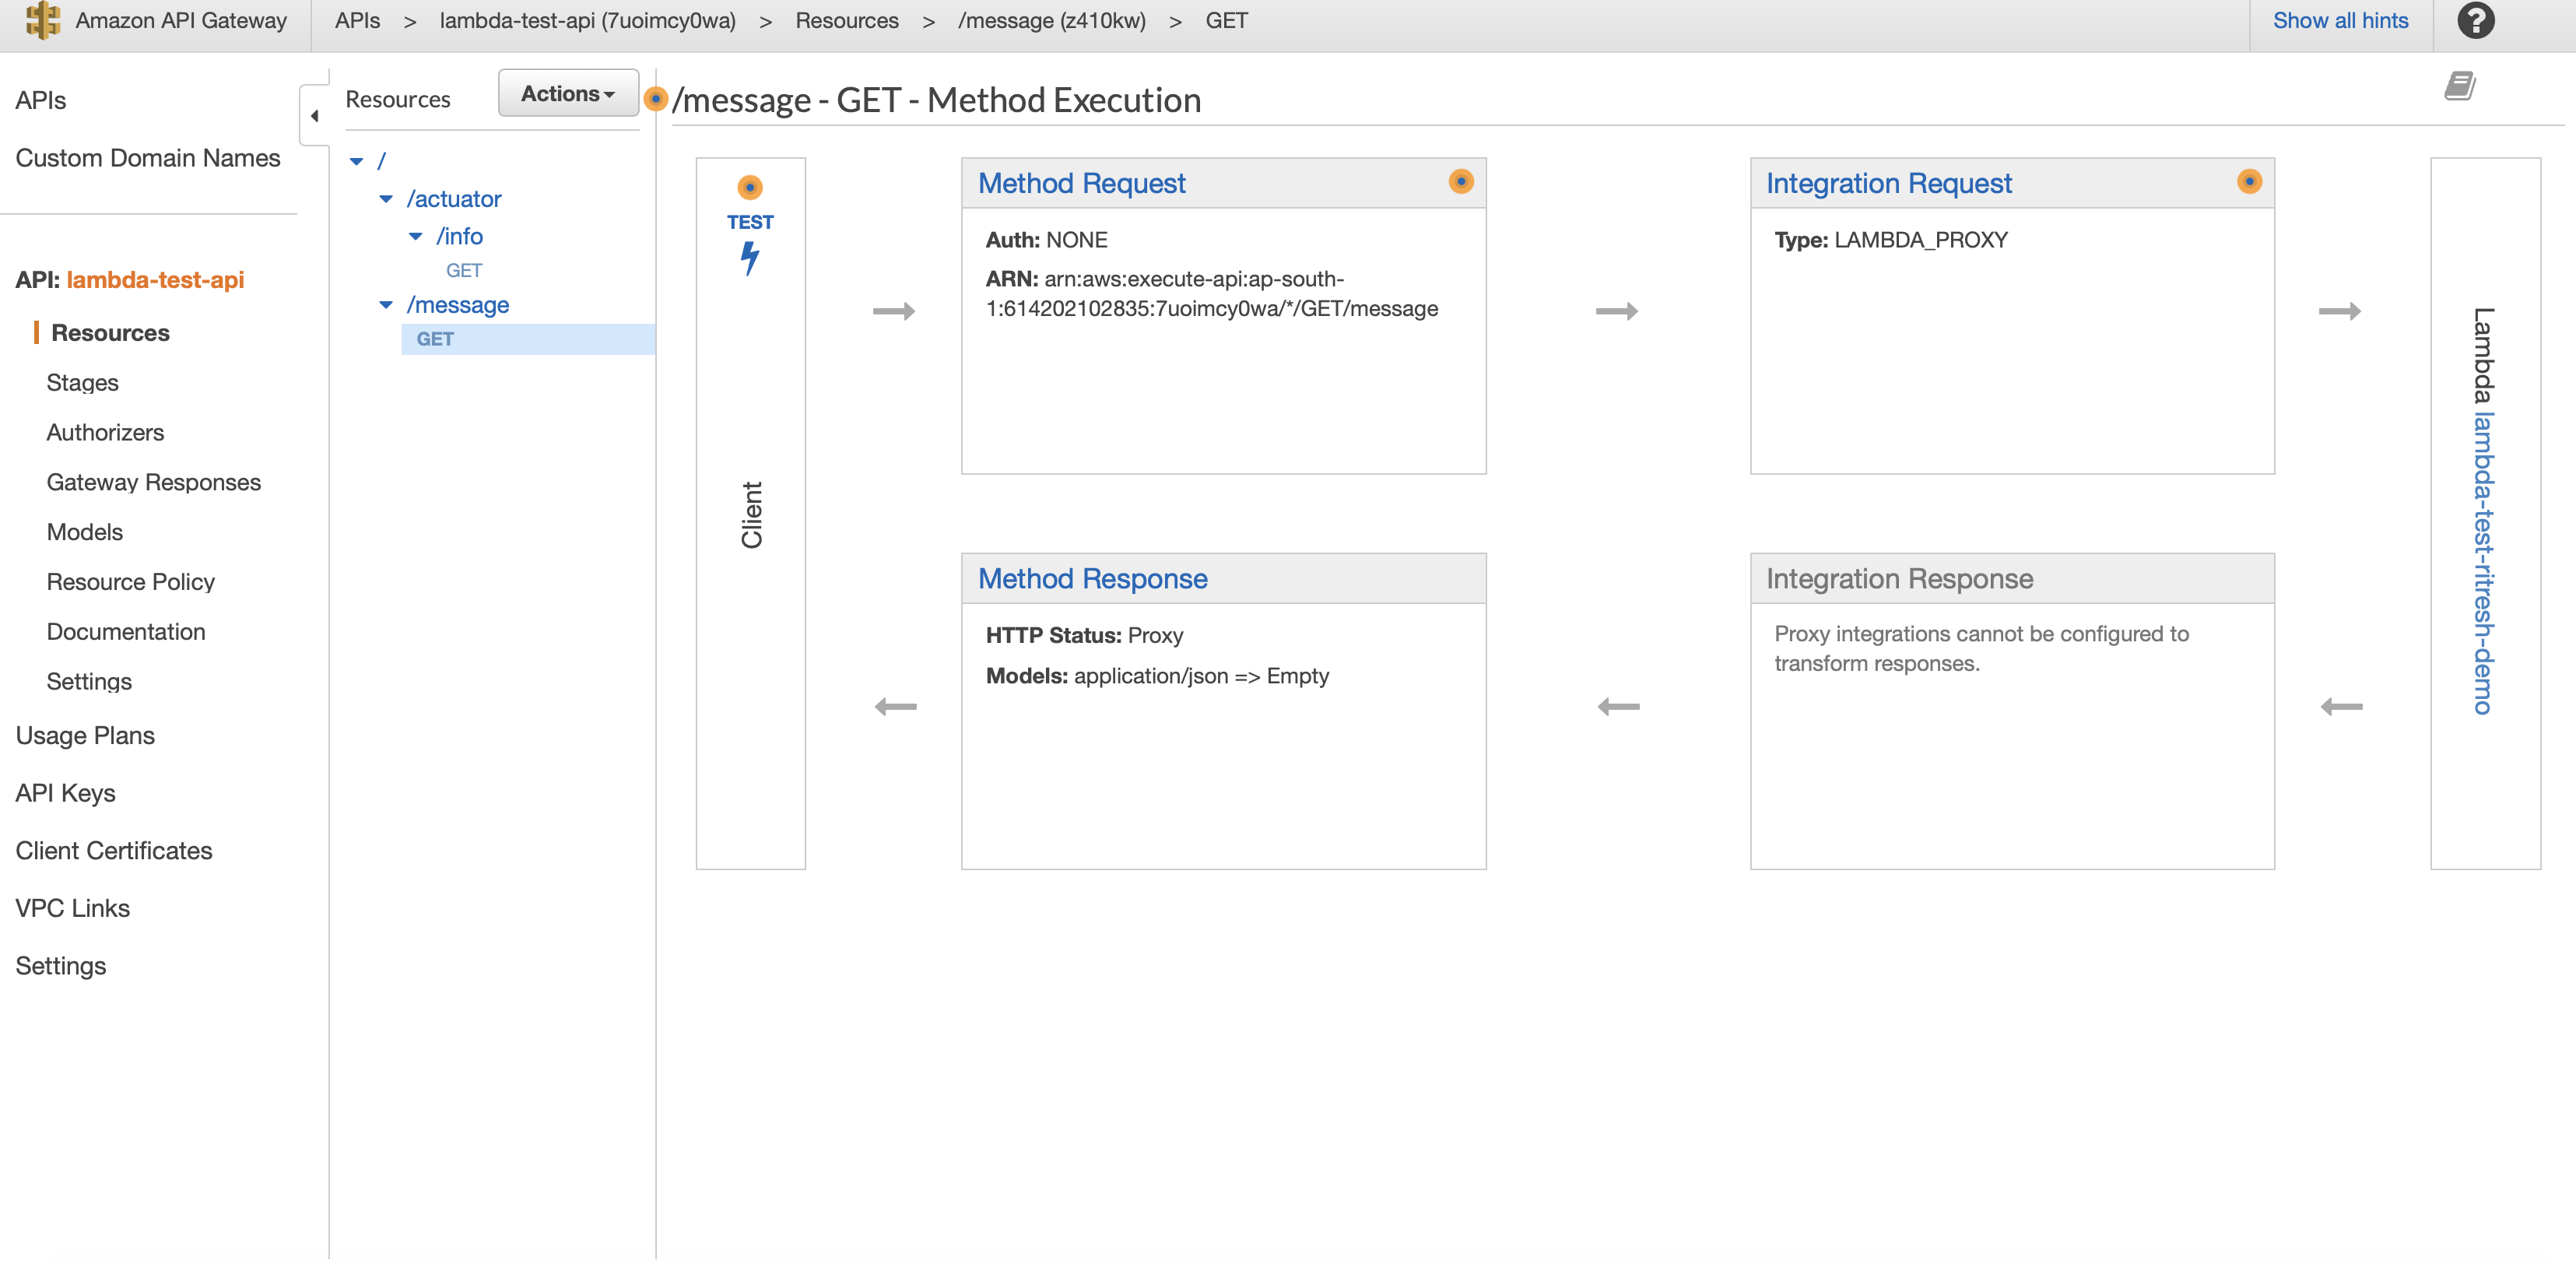 Amazon API Gateway
APIs > lambda-test-api (7uoimcy0wa) > Resources > /message (z410kw) > GET
Show all hints
?
APIs
Custom Domain Names
API: lambda-test-api
Resources
Stages
Authorizers
Gateway Responses
Models
Resource Policy
Documentation
Settings
Usage Plans
API Keys
Client Certificates
VPC Links
Settings
Resources
Actions
/
/actuator
/info
GET
/message
GET
/message - GET - Method Execution
TEST
Client
Method Request
Auth: NONE
ARN: arn:aws:execute-api:ap-south-
1:614202102835:7uoimcy0wa/*/GET/message
Integration Request
Type: LAMBDA_PROXY
Method Response
HTTP Status: Proxy
Models: application/json => Empty
Integration Response
Proxy integrations cannot be configured to
transform responses.
Lambda lambda-test-ritresh-demo